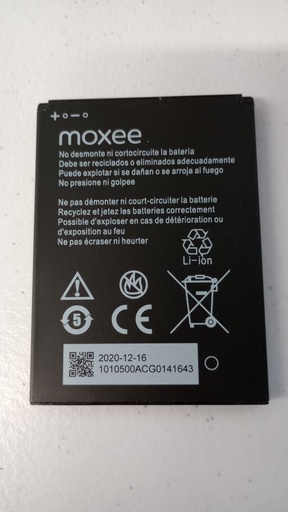 + o – o
moxee
No desmonte ni cortocircuite la batería
Debe ser reciclados o eliminados adecuadamente
Puede explotar si se dañan o se arroja al fuego
No presione ni golpee
Ne pas démonter ni court-circuiter la batterie
Recyclez et jetez les batteries correctement
Possible d'exploser en cas de détérioration ou
d'exposition au feu
Ne pas écraser ni heurter
Li-ion
5
CE
2020-12-16
1010500ACG0141643